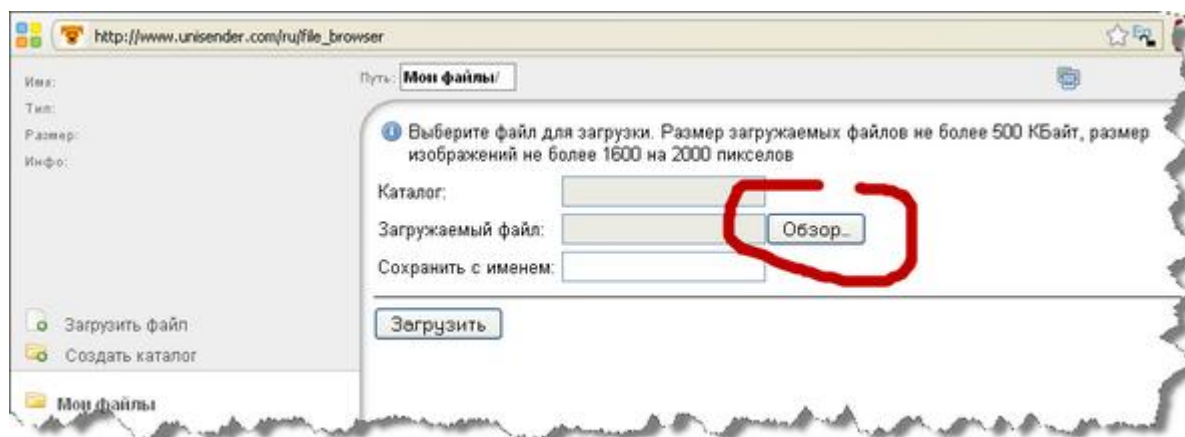 http://www.unisender.com/ru/file_browser
Имя:
Тип:
Размер:
Инфо:
Путь: Мои файлы/
Выберите файл для загрузки. Размер загружаемых файлов не более 500 КБайт, размер
изображений не более 1600 на 2000 пикселов
Каталог:
Загружаемый файл:
Обзор...
Сохранить с именем:
Загрузить
Загрузить файл
Создать каталог
Мои файлы